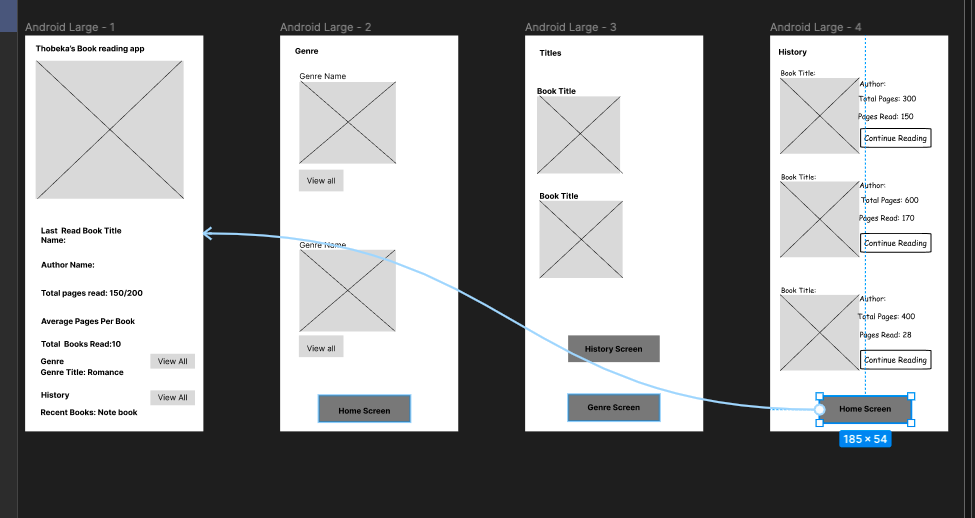 Android Large - 1
Thobeka's Book reading app
Last Read Book Title
Name:
Author Name:
Total pages read: 150/200
Average Pages Per Book
Total Books Read:10
Genre
Genre Title: Romance
View All
History
View All
Recent Books: Note book
Android Large - 2
Genre
Genre Name
View all
Genre Name
View all
Home Screen
Android Large - 3
Titles
Book Title
Book Title
History Screen
Genre Screen
Android Large - 4
History
Book Title:
Author:
Total Pages: 300
Pages Read: 150
Continue Reading
Book Title:
Author:
Total Pages: 600
Pages Read: 170
Continue Reading
Book Title:
Author:
Total Pages: 400
Pages Read: 28
Continue Reading
Home Screen
185 × 54